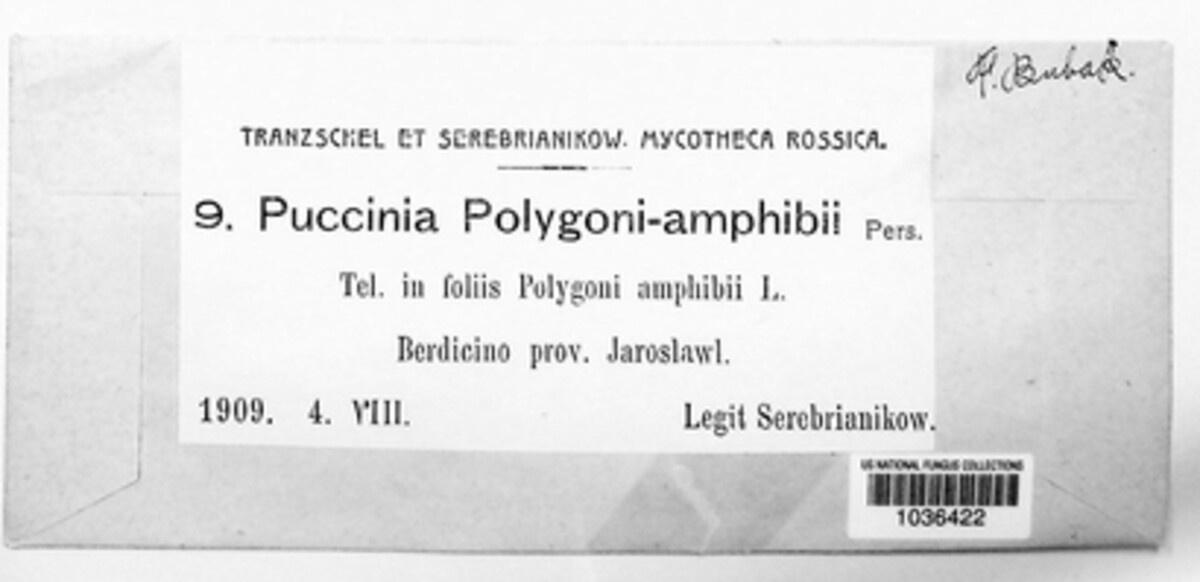 F. Bubak.
TRANZSCHEL ET SEREBRIANIKOW. MYCOTHECA ROSSICA.
9. Puccinia Polygoni-amphibii Pers.
Tel. in foliis Polygoni amphibii L.
Berdicino prov. Jaroslawl.
1909. 4. VIII. Legit Serebrianikow.
US NATIONAL FUNGUS COLLECTIONS
1036422